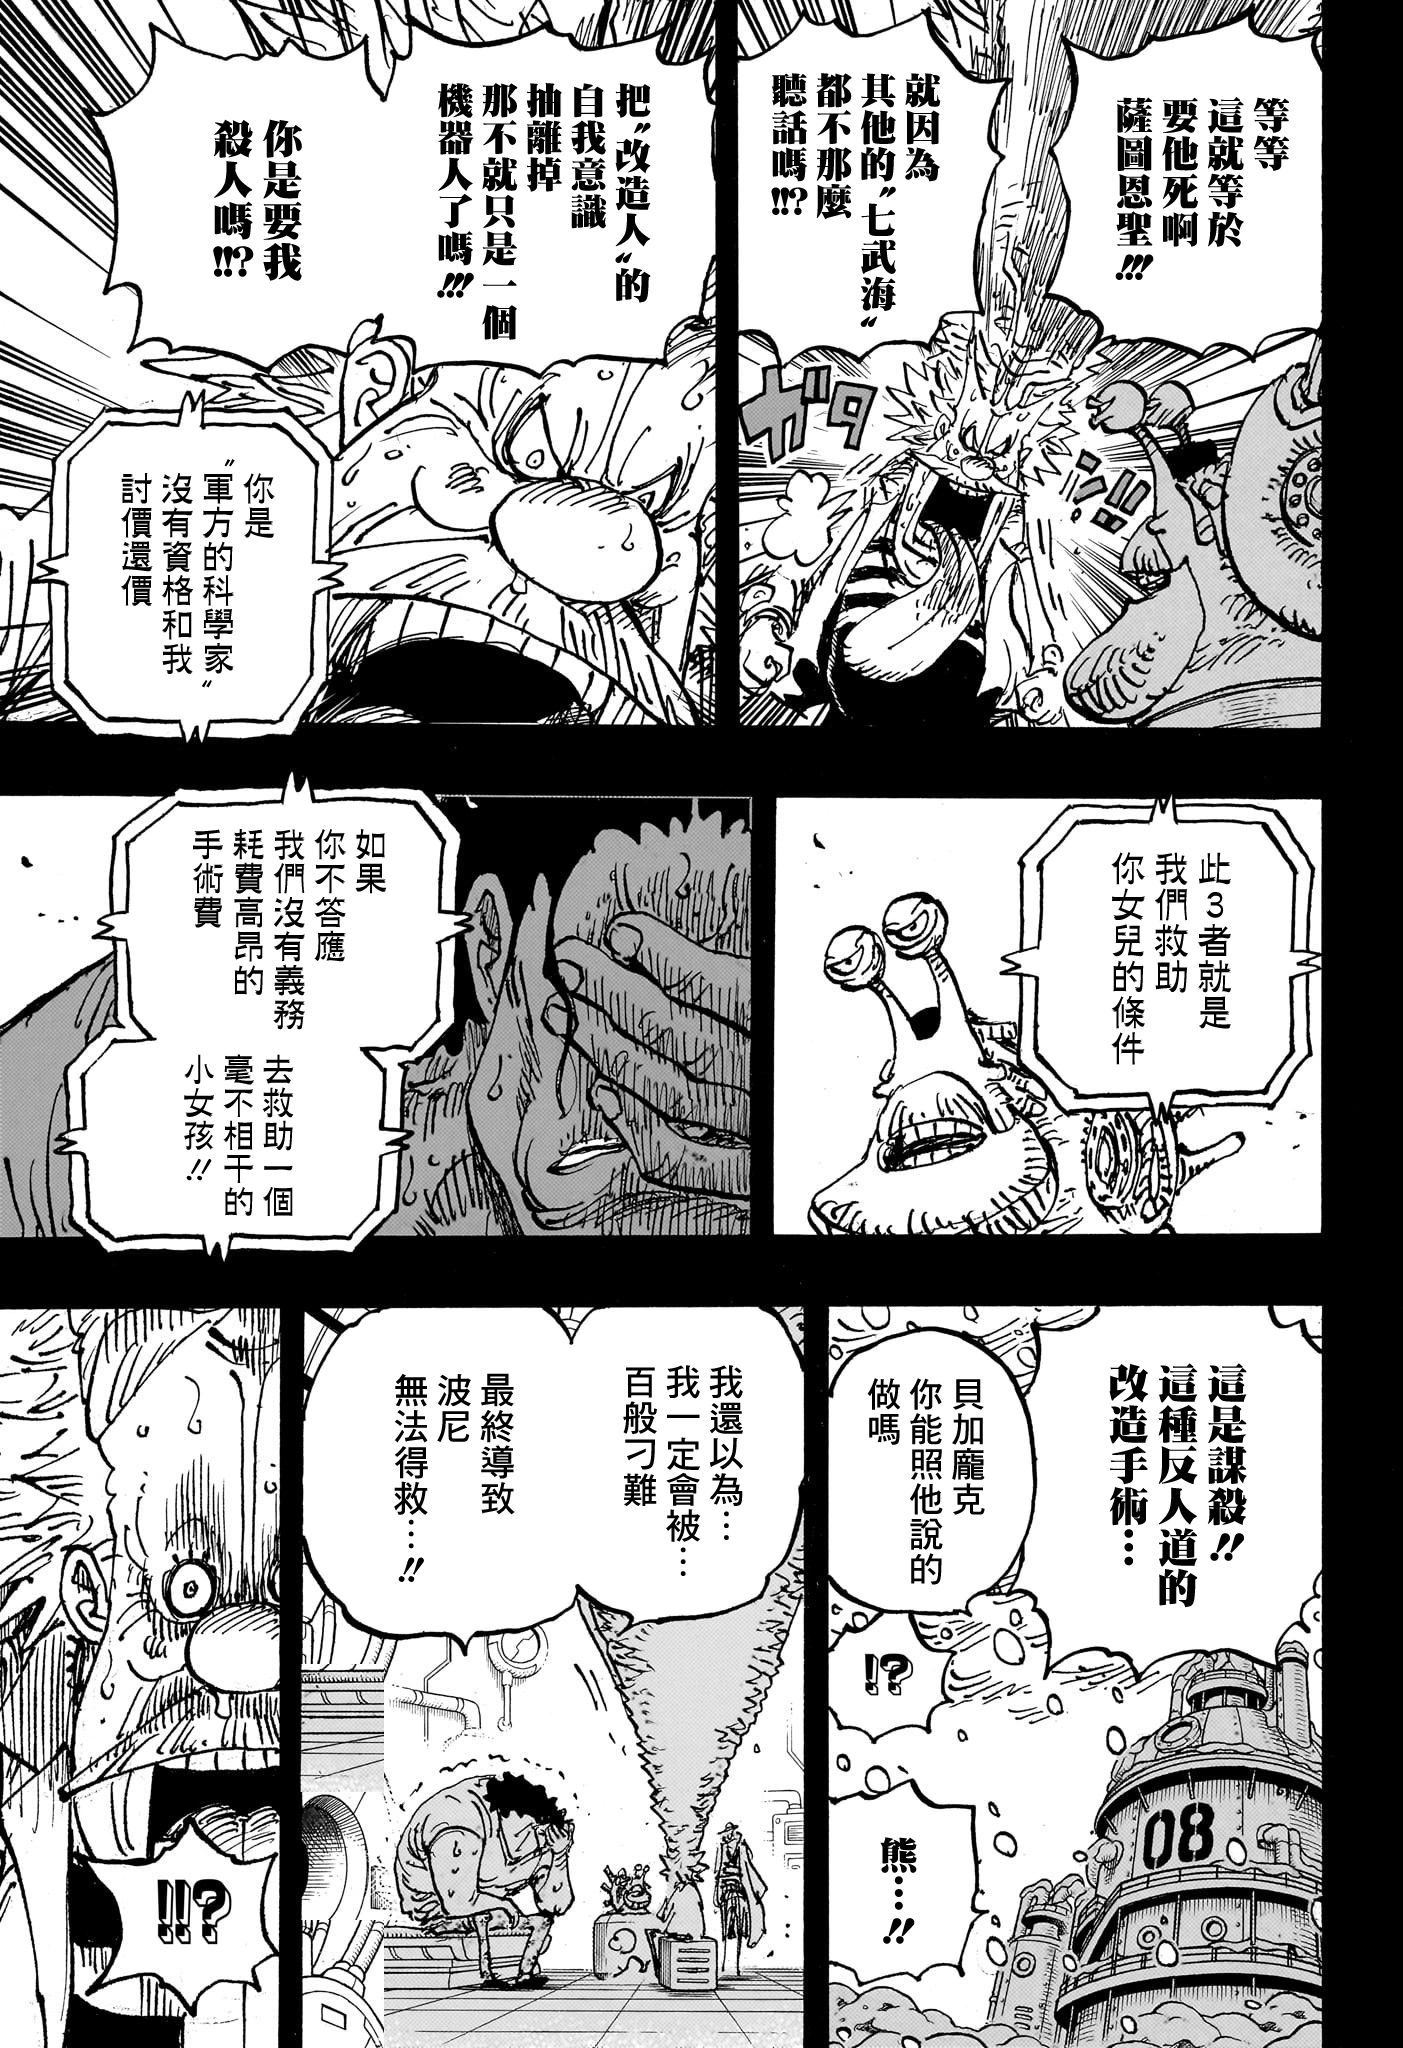 等等
這就等於
要他死啊
薩圖恩聖!!!
就因為
其他的〝七武海〞
都不那麼
聽話嗎!!?
ガタ
!!!
把〝改造人〞的
自我意識
抽離掉
那不就只是一個
機器人了嗎!!!
你是要我
殺人嗎!!?
你是
〝軍方的科學家〞
沒有資格和我
討價還價
此3者就是
我們救助
你女兒的條件
如果
你不答應
我們沒有義務
耗費高昂的
手術費
去救助一個
毫不相干的
小女孩!!
這是謀殺!!
這種反人道的
改造手術…
貝加龐克
你能照他說的
做嗎
!?
熊…!!
08
我還以為…
我一定會被…
百般刁難
最終導致
波尼
無法得救…!!
!!?